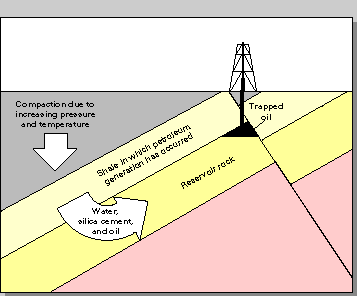 Compaction due to
increasing pressure
and temperature
Trapped
oil
Shale in which petroleum
generation has occurred
Reservoir rock
Water,
silica cement,
and oil